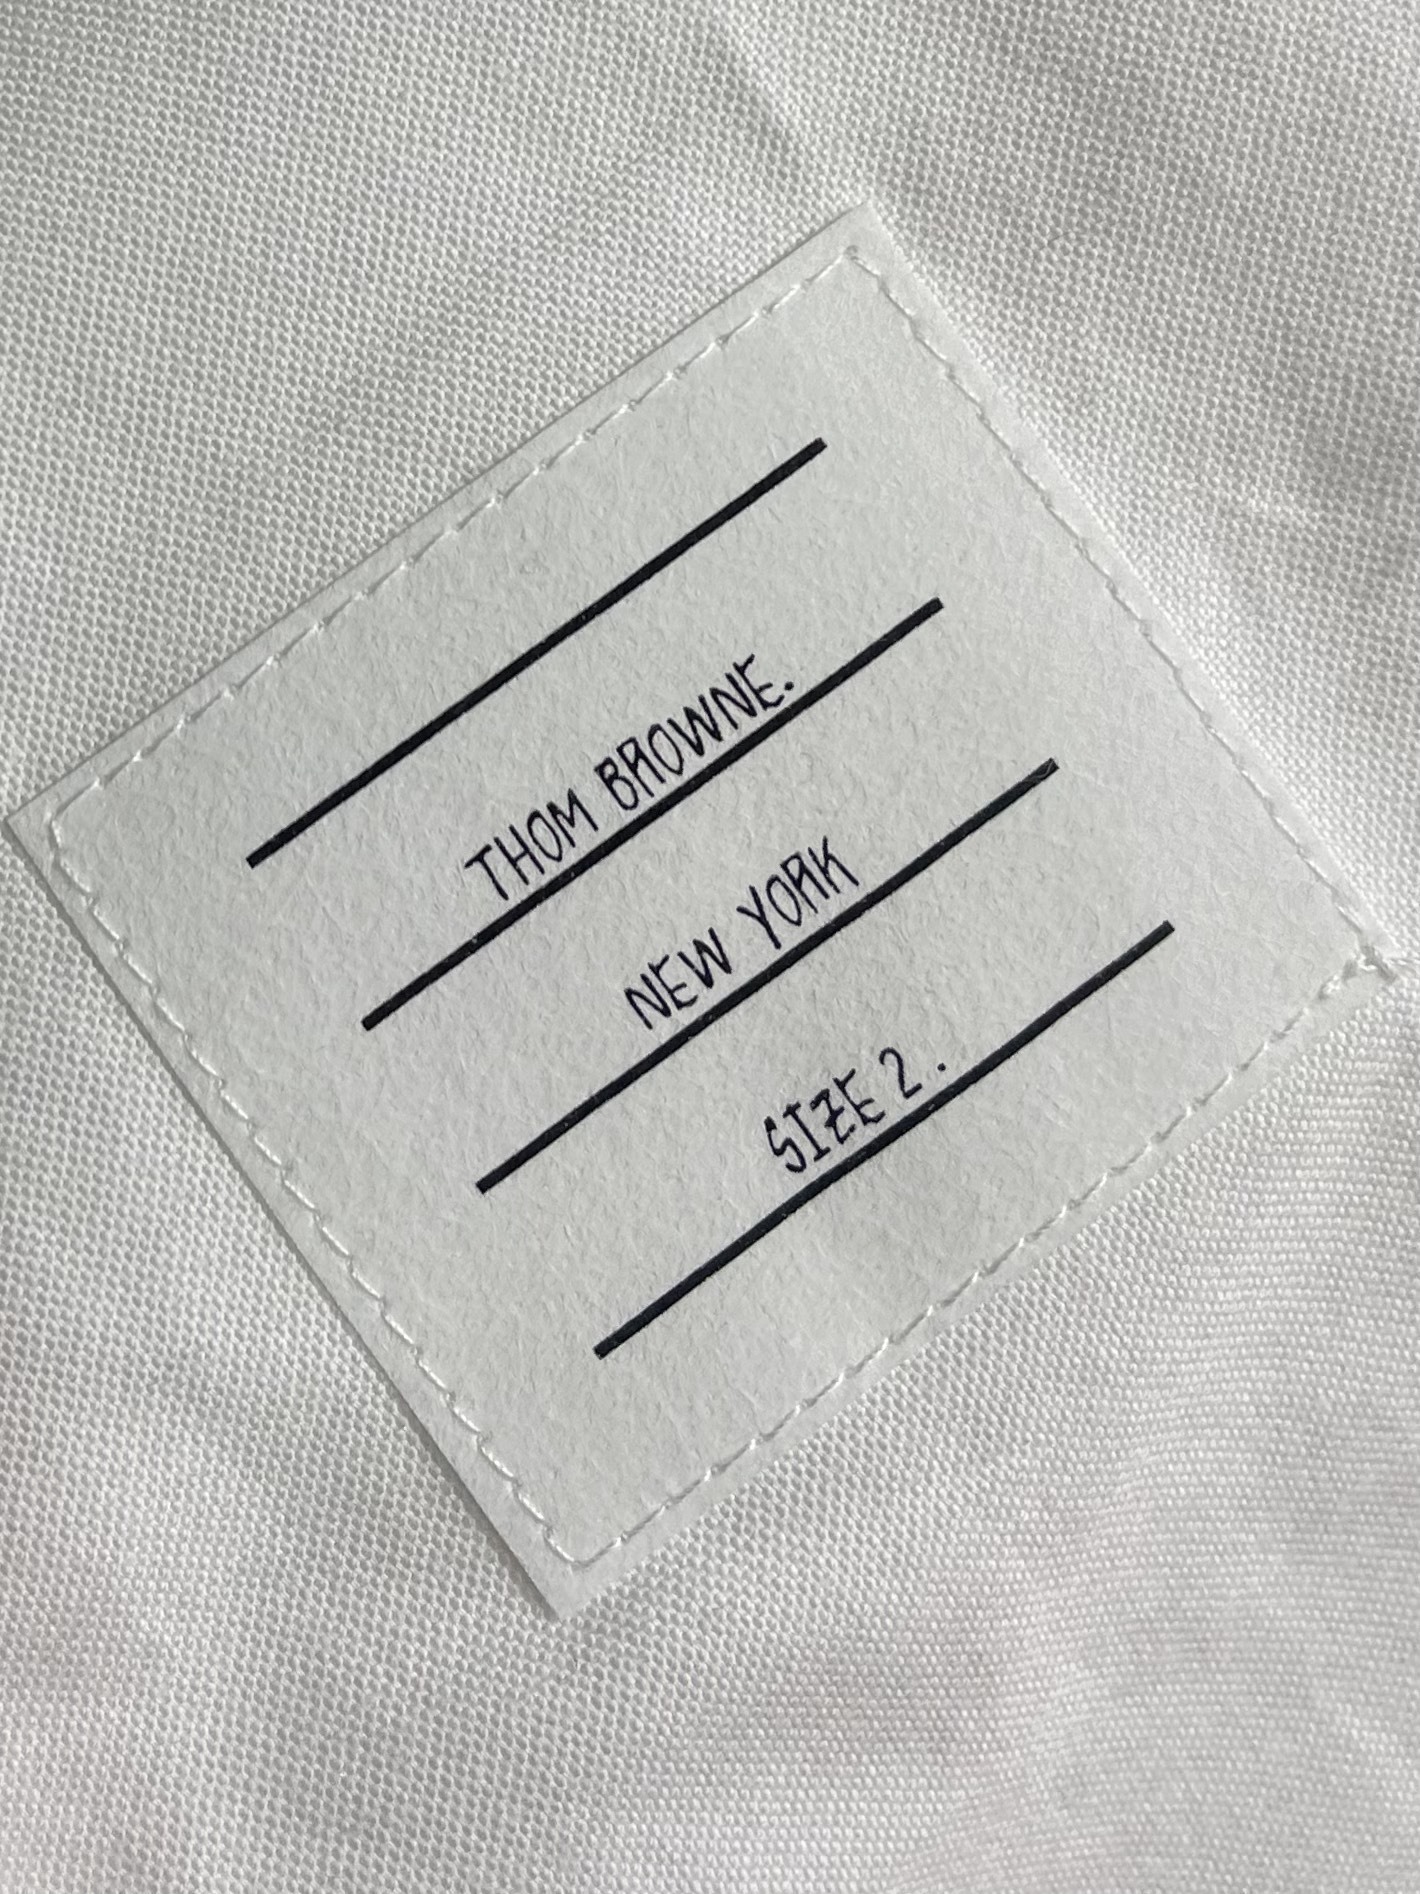 THOM BROWNE.
NEW YORK
SIZE 2.